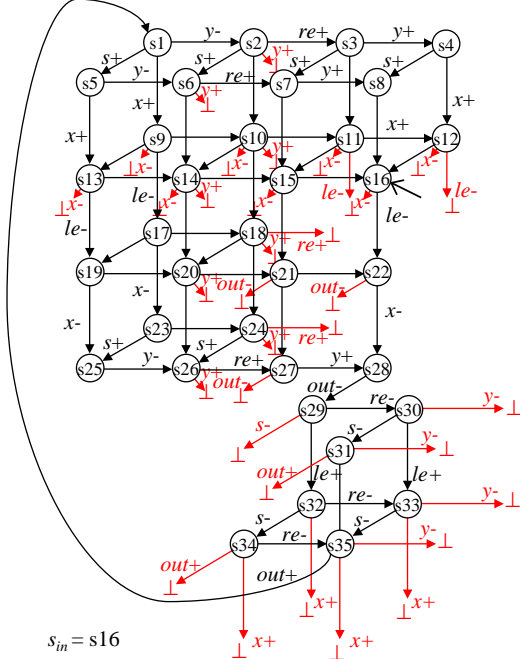 s1 y- s2 re+ s3 y+ s4
s+ s+ y+ ⊥ s+ s+
s5 y- s6 re+ s7 y+ s8
y+ ⊥
x+ x+ x+ x+
s9 s10 s11 x+ s12
⊥ x- ⊥ x- y+ ⊥ x- ⊥ x-
s13 s14 s15 s16
⊥ x- y+ ⊥ ⊥ x- le- ⊥ ⊥ x- le- ⊥
le- le- le-
s17 s18 re+ ⊥
y+ ⊥
s19 s20 out- s21 s22
y+ ⊥ ⊥ out- ⊥
x- x- x-
s23 s24 re+ ⊥
s+ s+ y+ ⊥
s25 y- s26 re+ s27 y+ s28
y+ ⊥ out- ⊥
out-
s29 re- s30 y- ⊥
s- s-
⊥ s31 y- ⊥
out+ ⊥
le+ le+
s32 re- s33 y- ⊥
s- s-
s34 re- s35 y- ⊥
out+ ⊥
out+
⊥ x+ ⊥ x+
⊥ x+ ⊥ x+
s_in = s16